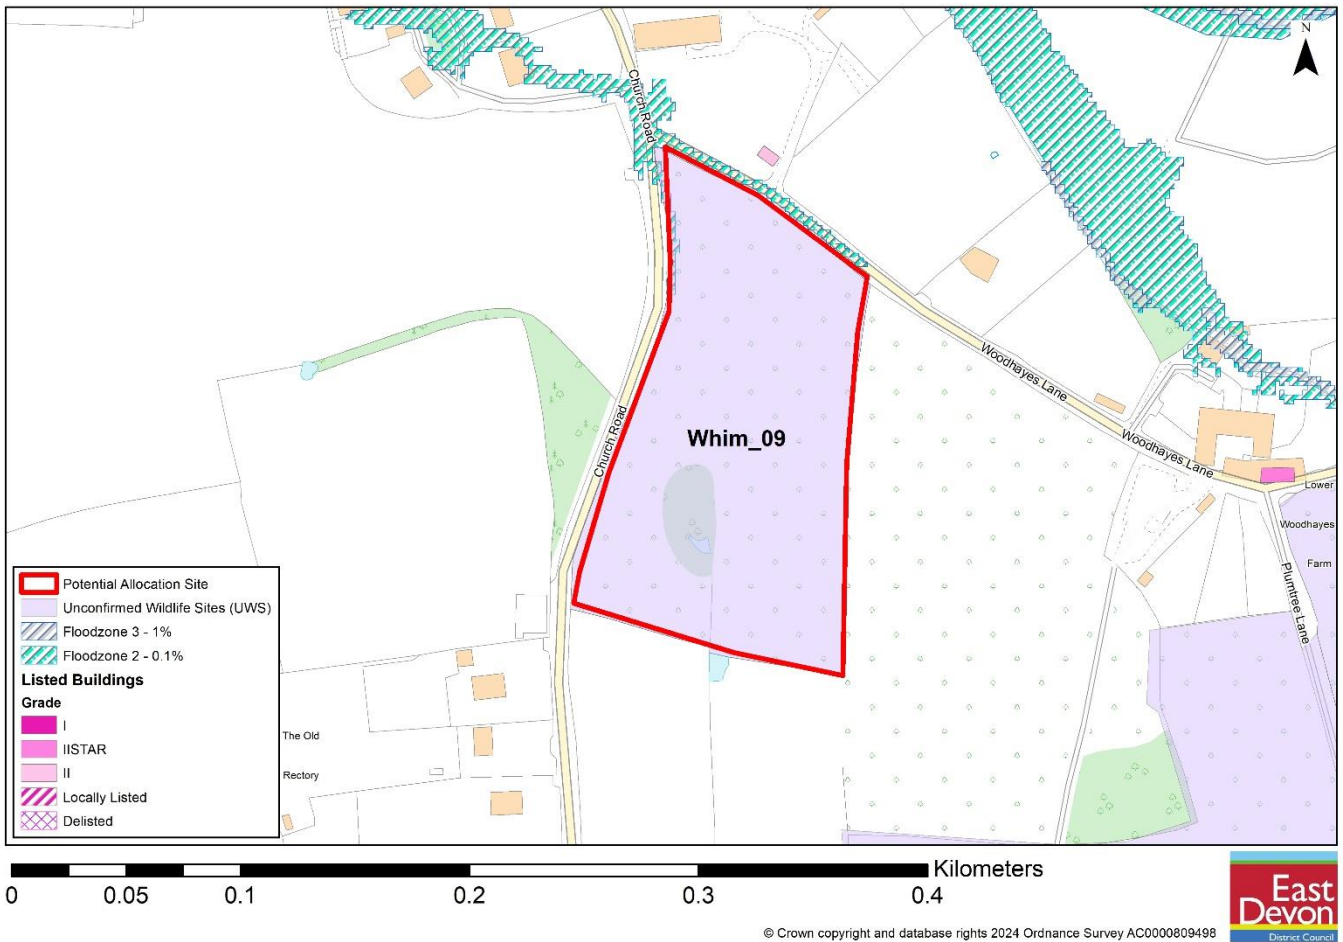 N
Church Road
Woodhayes Lane
Whim_09
Church Road
Woodhayes Lane
Lower
Woodhayes
Farm
Plumtree Lane
The Old
Rectory
Potential Allocation Site
Unconfirmed Wildlife Sites (UWS)
Floodzone 3 - 1%
Floodzone 2 - 0.1%
Listed Buildings
Grade
I
IISTAR
II
Locally Listed
Delisted
Kilometers
0 0.05 0.1 0.2 0.3 0.4
East
Devon
District Council
© Crown copyright and database rights 2024 Ordnance Survey AC0000809498